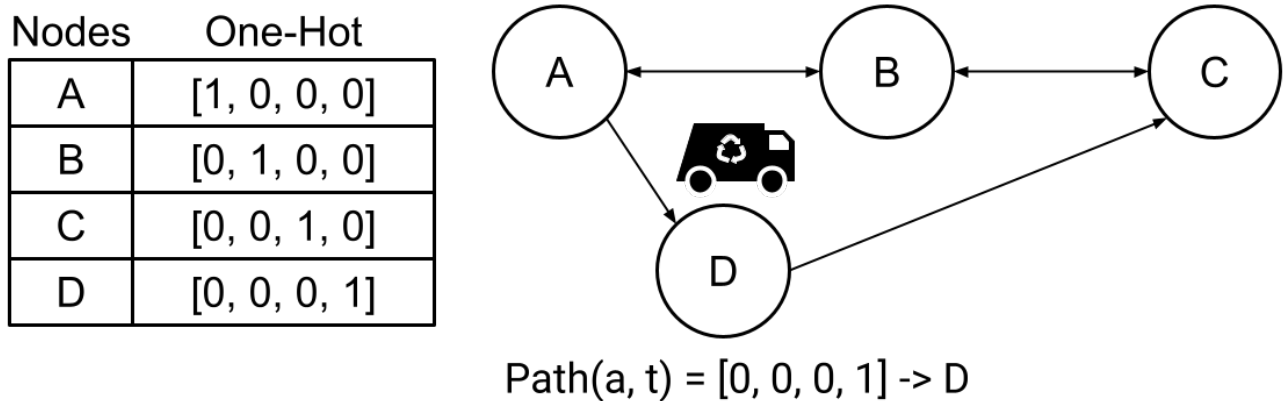 Nodes One-Hot
A [1, 0, 0, 0]
B [0, 1, 0, 0]
C [0, 0, 1, 0]
D [0, 0, 0, 1]
A B C
D
Path(a, t) = [0, 0, 0, 1] -> D